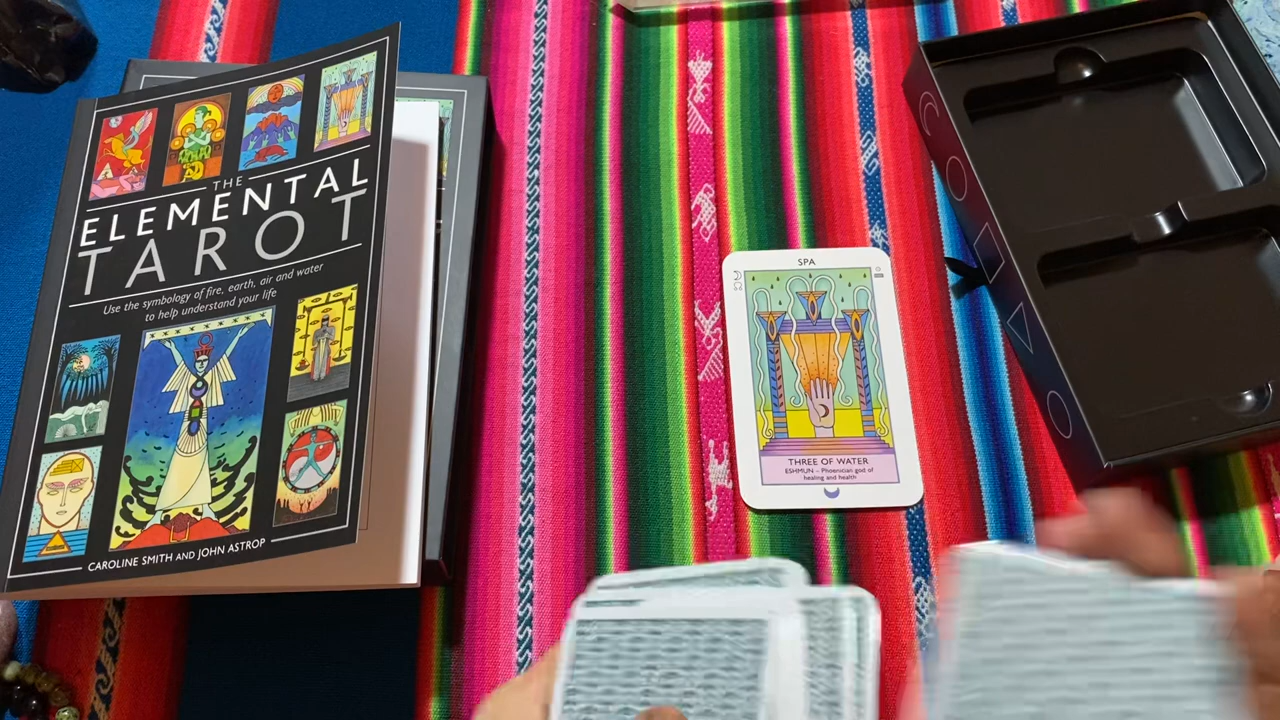 THE
ELEMENTAL
TAROT
Use the symbology of fire, earth, air and water
to help understand your life
CAROLINE SMITH AND JOHN ASTROP
SPA
THREE OF WATER
ESHMUN – Phoenitian god of
healing and health